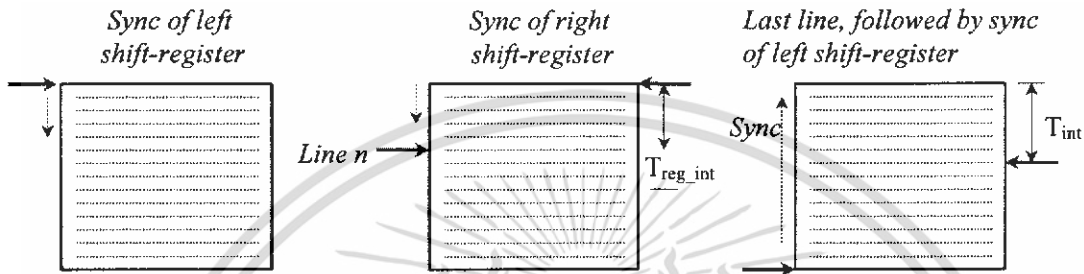 Sync of left
shift-register
Sync of right
shift-register
Last line, followed by sync
of left shift-register
Line n
T_reg_int
Sync
T_int